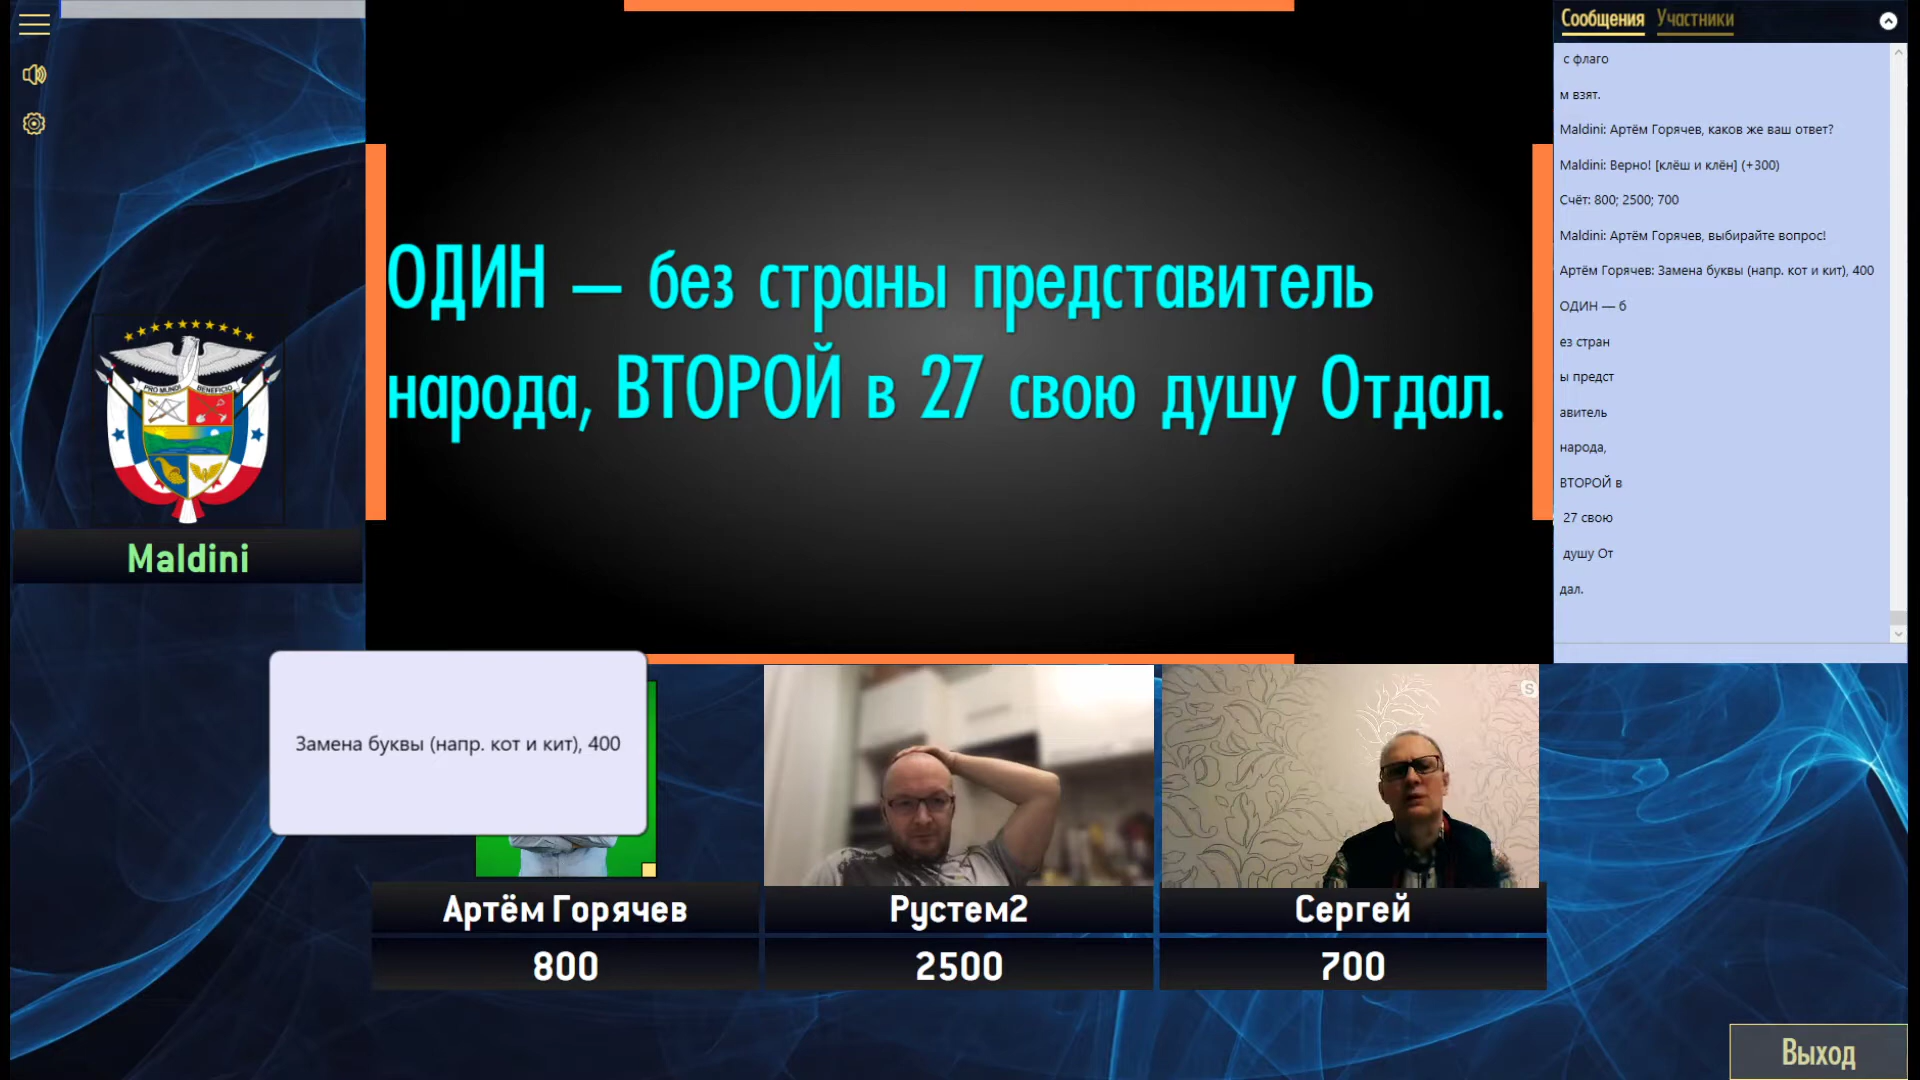 Сообщения Участники
с флаго
м взят.
Maldini: Артём Горячев, каков же ваш ответ?
Maldini: Верно! [клёш и клён] (+300)
Счёт: 800; 2500; 700
Maldini: Артём Горячев, выбирайте вопрос!
Артём Горячев: Замена буквы (напр. кот и кит), 400
ОДИН — б
ез стран
ы предст
авитель
народа,
ВТОРОЙ в
27 свою
душу От
дал.
ОДИН — без страны представитель
народа, ВТОРОЙ в 27 свою душу Отдал.
PRO MUNDI BENEFICIO
Maldini
Замена буквы (напр. кот и кит), 400
S
Артём Горячев
800
Рустем2
2500
Сергей
700
Выход